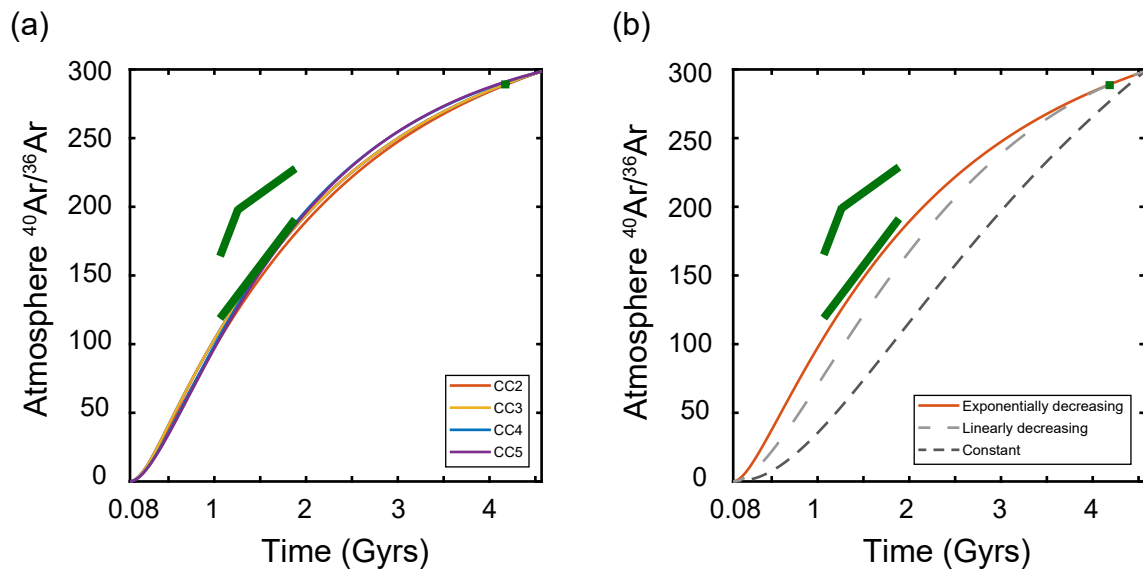 (a)
Atmosphere ⁴⁰Ar/³⁶Ar
300
250
200
150
100
50
0
0.08 1 2 3 4
Time (Gyrs)
CC2
CC3
CC4
CC5
(b)
Atmosphere ⁴⁰Ar/³⁶Ar
300
250
200
150
100
50
0
0.08 1 2 3 4
Time (Gyrs)
Exponentially decreasing
Linearly decreasing
Constant